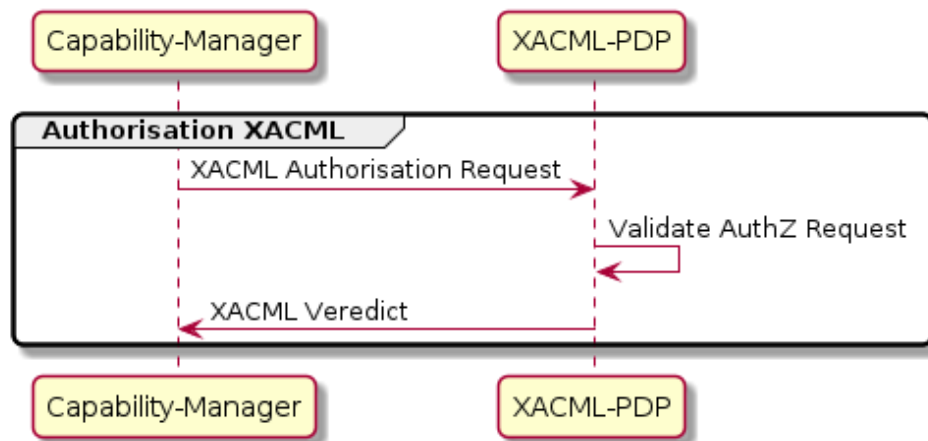 Capability-Manager
XACML-PDP
Authorisation XACML
XACML Authorisation Request
Validate AuthZ Request
XACML Veredict
Capability-Manager
XACML-PDP